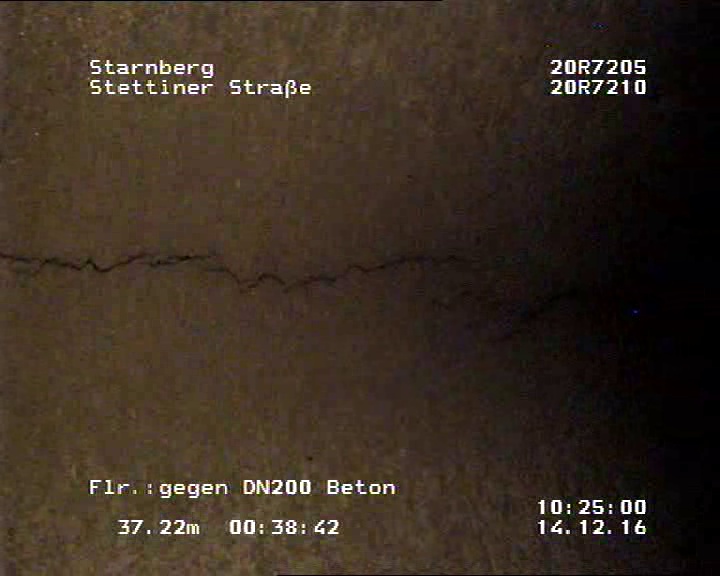 Starnberg 20R7205
Stettiner Straße 20R7210
Flr.:gegen DN200 Beton
10:25:00
37.22m 00:38:42 14.12.16